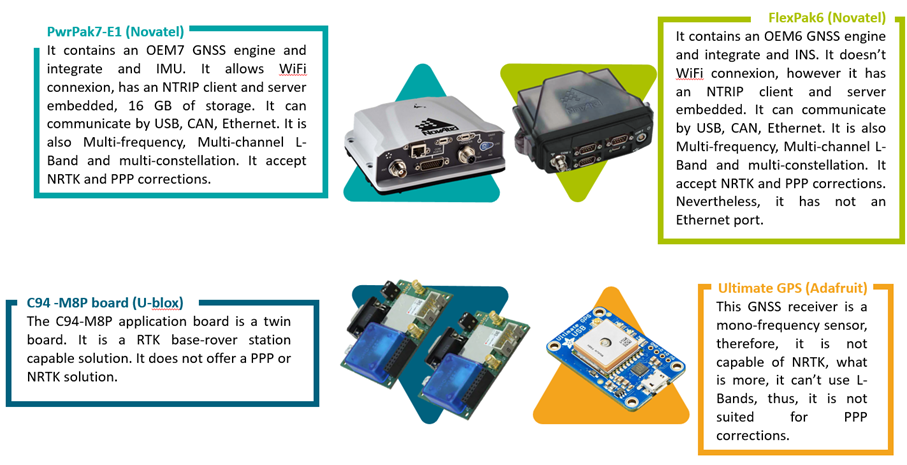 PwrPak7-E1 (Novatel)
It contains an OEM7 GNSS engine and
integrate and IMU. It allows WiFi
connexion, has an NTRIP client and server
embedded, 16 GB of storage. It can
communicate by USB, CAN, Ethernet. It is
also Multi-frequency, Multi-channel L-
Band and multi-constellation. It accept
NRTK and PPP corrections.
NovAtel
FlexPak6 (Novatel)
It contains an OEM6 GNSS engine
and integrate and INS. It doesn’t
WiFi connexion, however it has
an NTRIP client and server
embedded. It can communicate
by USB, CAN, Ethernet. It is also
Multi-frequency, Multi-channel L-
Band and multi-constellation. It
accept NRTK and PPP corrections.
Nevertheless, it has not an
Ethernet port.
C94 -M8P board (U-blox)
The C94-M8P application board is a twin
board. It is a RTK base-rover station
capable solution. It does not offer a PPP or
NRTK solution.
Ultimate GPS
USB
Ultimate GPS (Adafruit)
This GNSS receiver is a
mono-frequency sensor,
therefore, it is not
capable of NRTK, what
is more, it can’t use L-
Bands, thus, it is not
suited for PPP
corrections.